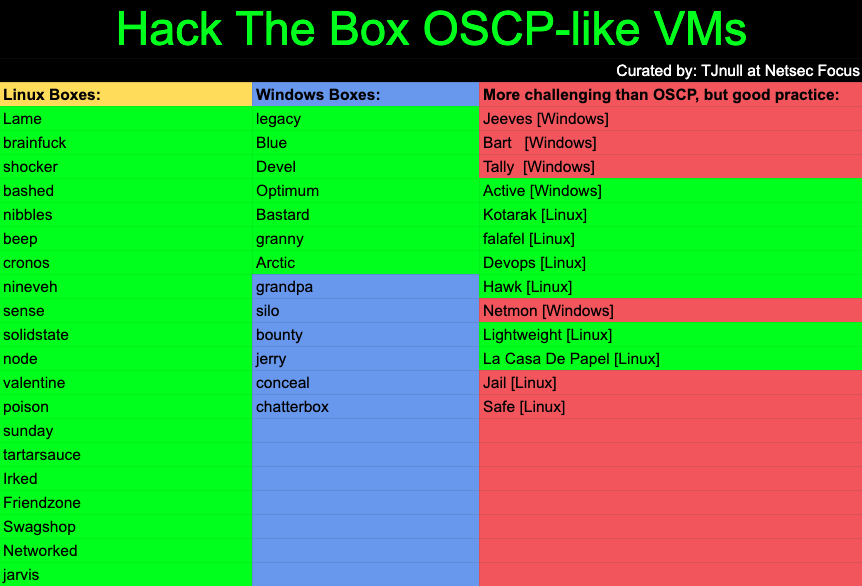 Hack The Box OSCP-like VMs
Curated by: TJnull at Netsec Focus
Linux Boxes: Windows Boxes: More challenging than OSCP, but good practice:
Lame legacy Jeeves [Windows]
brainfuck Blue Bart [Windows]
shocker Devel Tally [Windows]
bashed Optimum Active [Windows]
nibbles Bastard Kotarak [Linux]
beep granny falafel [Linux]
cronos Arctic Devops [Linux]
nineveh grandpa Hawk [Linux]
sense silo Netmon [Windows]
solidstate bounty Lightweight [Linux]
node jerry La Casa De Papel [Linux]
valentine conceal Jail [Linux]
poison chatterbox Safe [Linux]
sunday
tartarsauce
Irked
Friendzone
Swagshop
Networked
jarvis